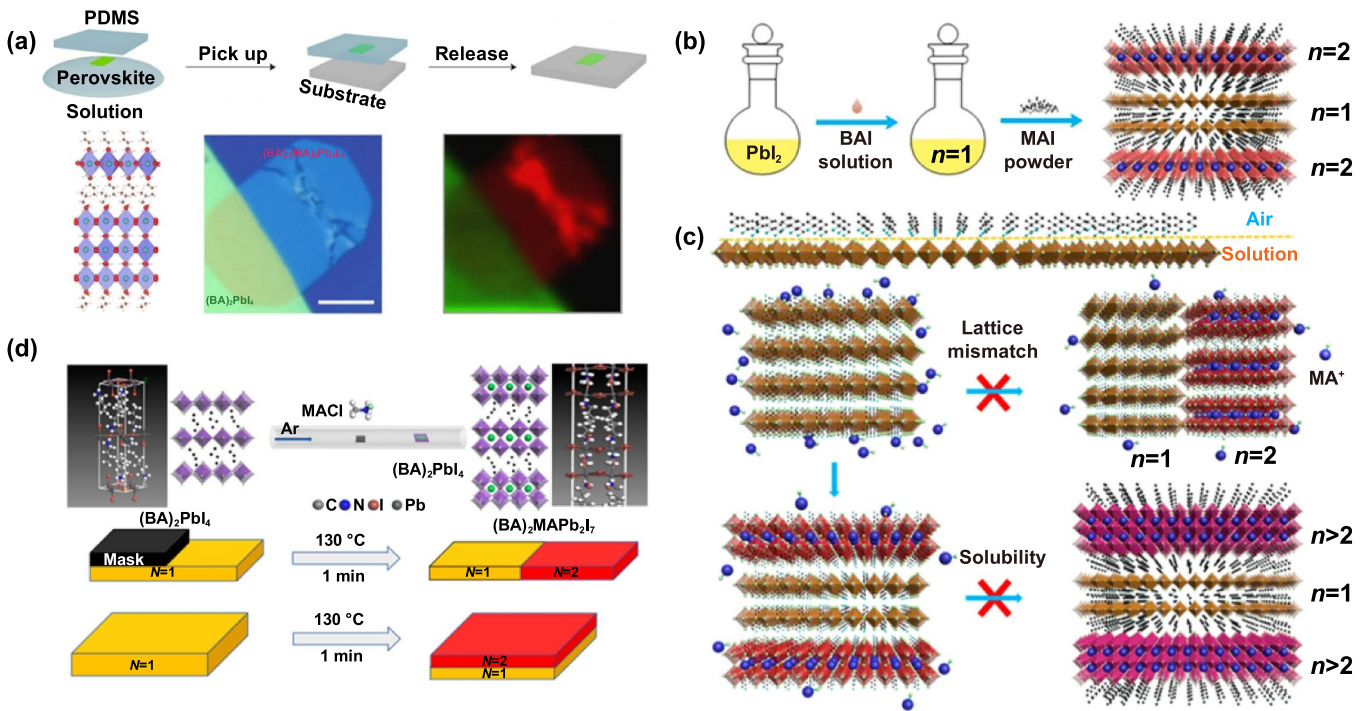 (a)
PDMS
Perovskite
Solution
Pick up
Substrate
Release
(BA)₂PbI₄
(b)
PbI₂
BAI
solution
n=1
MAI
powder
n=2
n=1
n=2
(c)
Air
Solution
Lattice
mismatch
MA⁺
n=1
n=2
Solubility
n>2
n=1
n>2
(d)
MACl
Ar
(BA)₂PbI₄
C N I Pb
(BA)₂PbI₄
(BA)₂MAPb₂I₇
Mask
N=1
130 °C
1 min
N=1
N=2
N=1
130 °C
1 min
N=2
N=1